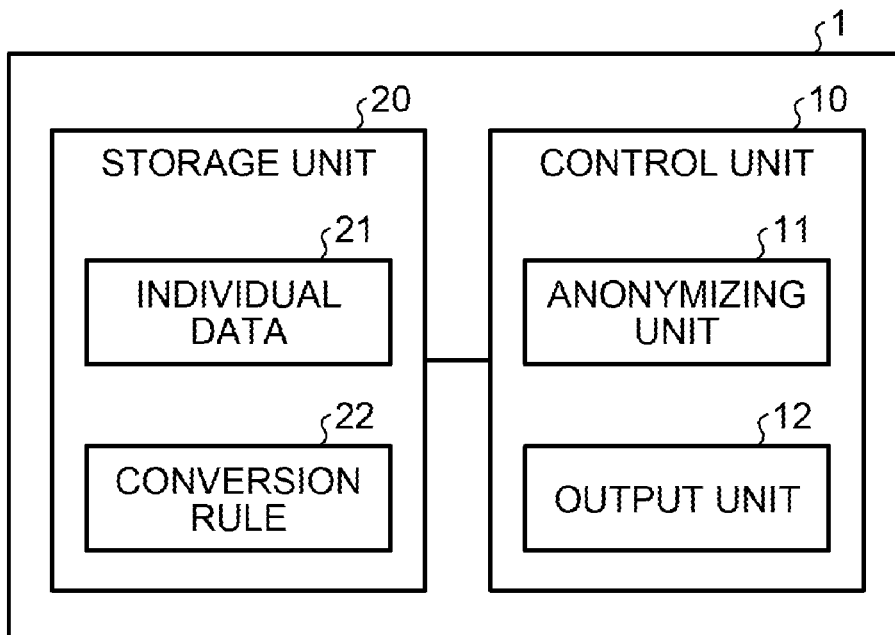 1
20
STORAGE UNIT
21
INDIVIDUAL
DATA
22
CONVERSION
RULE
10
CONTROL UNIT
11
ANONYMIZING
UNIT
12
OUTPUT UNIT